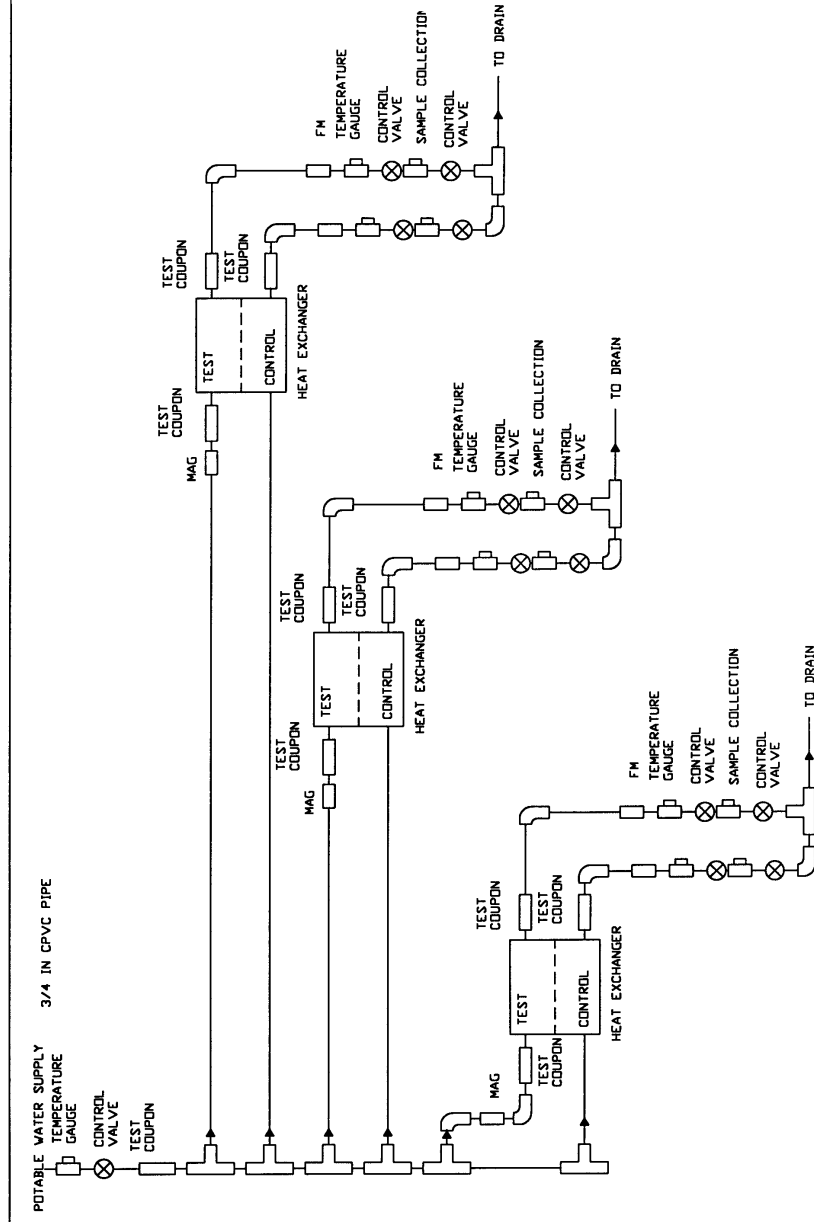 POTABLE WATER SUPPLY
3/4 IN CPVC PIPE
TEMPERATURE
GAUGE
CONTROL
VALVE
TEST
COUPON
MAG
TEST
COUPON
TEST
CONTROL
HEAT EXCHANGER
TEST
COUPON
TEST
COUPON
FM
TEMPERATURE
GAUGE
CONTROL
VALVE
SAMPLE COLLECTION
CONTROL
VALVE
TO DRAIN
MAG
TEST
COUPON
TEST
CONTROL
HEAT EXCHANGER
TEST
COUPON
TEST
COUPON
FM
TEMPERATURE
GAUGE
CONTROL
VALVE
SAMPLE COLLECTION
CONTROL
VALVE
TO DRAIN
MAG
TEST
COUPON
TEST
CONTROL
HEAT EXCHANGER
TEST
COUPON
TEST
COUPON
FM
TEMPERATURE
GAUGE
CONTROL
VALVE
SAMPLE COLLECTION
CONTROL
VALVE
TO DRAIN